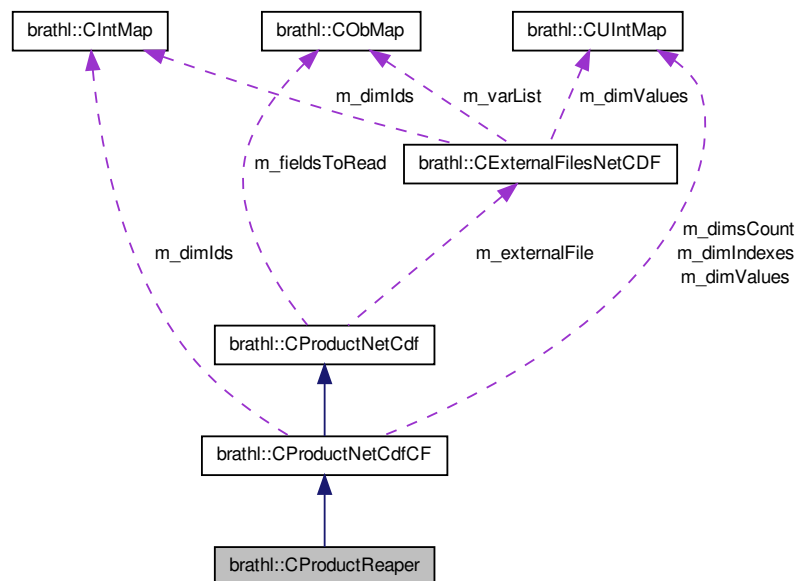 brathl::CIntMap
brathl::CObMap
brathl::CUIntMap
m_dimIds
m_varList
m_dimValues
m_fieldsToRead
brathl::CExternalFilesNetCDF
m_dimIds
m_externalFile
m_dimsCount
m_dimIndexes
m_dimValues
brathl::CProductNetCdf
brathl::CProductNetCdfCF
brathl::CProductReaper